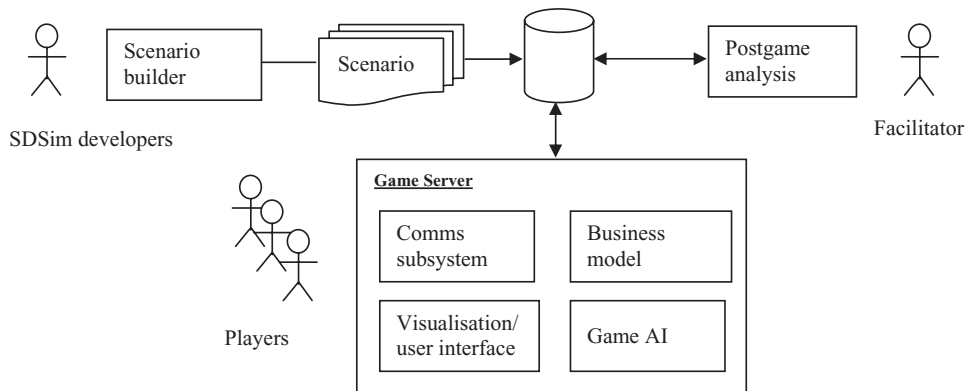 Scenario
builder
Scenario
Postgame
analysis
SDSim developers
Facilitator
Game Server
Comms
subsystem
Business
model
Visualisation/
user interface
Game AI
Players